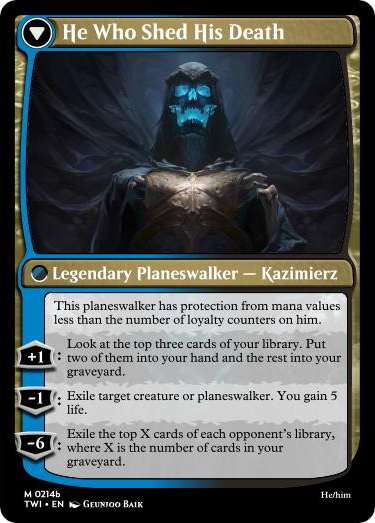 He Who Shed His Death
Legendary Planeswalker — Kazimierz
This planeswalker has protection from mana values
less than the number of loyalty counters on him.
+1: Look at the top three cards of your library. Put
two of them into your hand and the rest into your
graveyard.
-1: Exile target creature or planeswalker. You gain 5
life.
-6: Exile the top X cards of each opponent's library,
where X is the number of cards in your
graveyard.
M 0214b
TWI • EN Geunjoo Baik
He/him